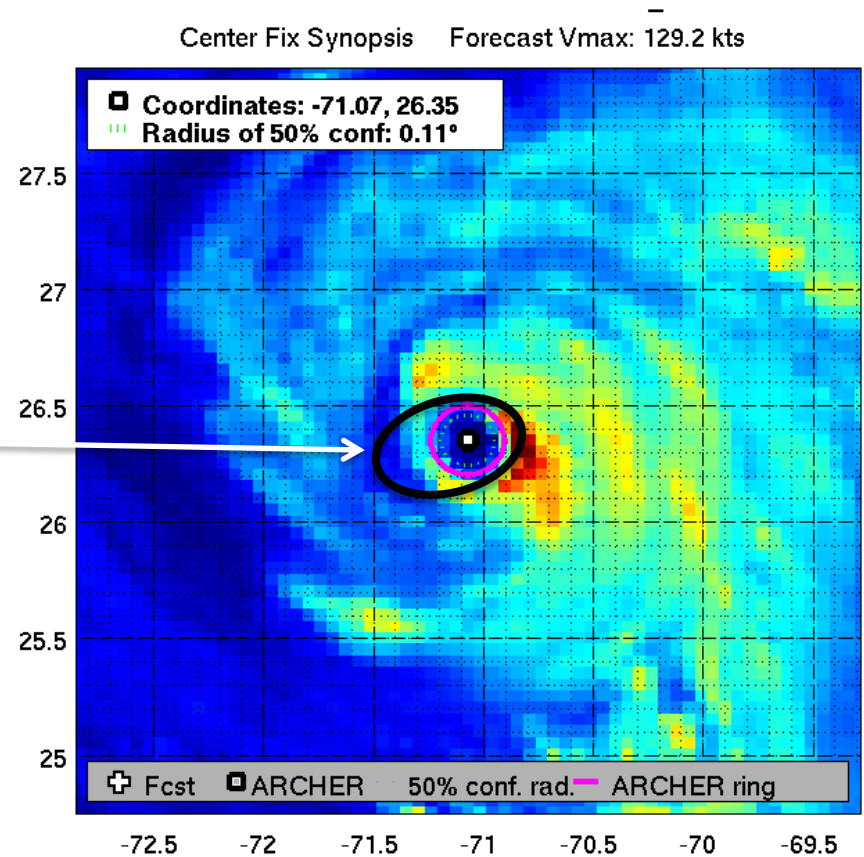 Center Fix Synopsis Forecast Vmax: 129.2 kts
Coordinates: -71.07, 26.35
Radius of 50% conf: 0.11°
27.5
27
26.5
26
25.5
25
Fcst ARCHER 50% conf. rad. ARCHER ring
-72.5 -72 -71.5 -71 -70.5 -70 -69.5